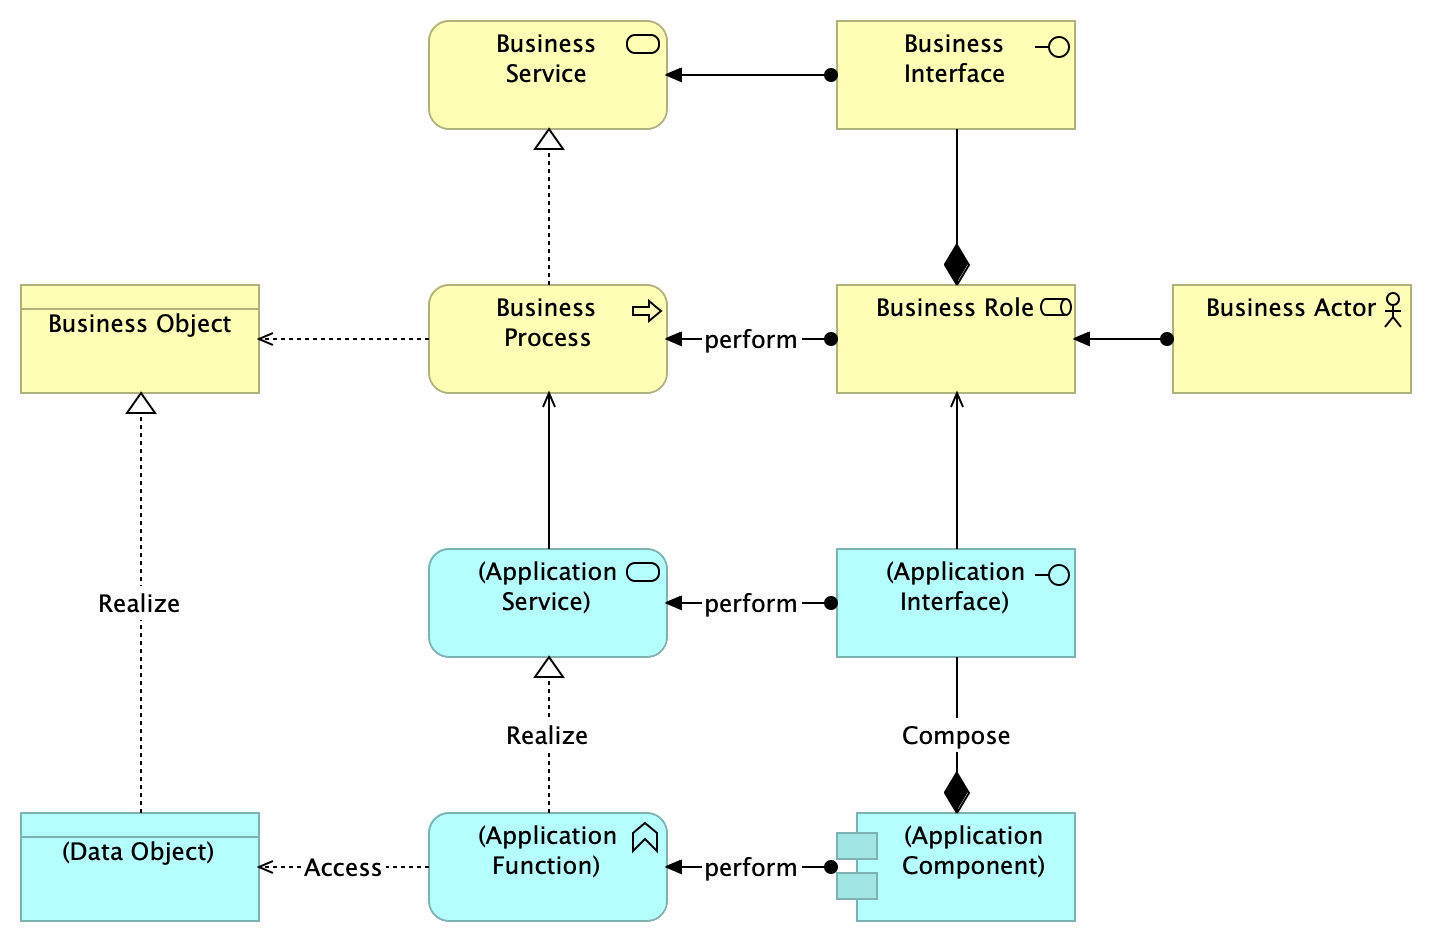 Business
Service
Business
Interface
Business Object
Business
Process
perform
Business Role
Business Actor
(Application
Service)
perform
(Application
Interface)
Realize
Realize
Compose
(Data Object)
Access
(Application
Function)
perform
(Application
Component)